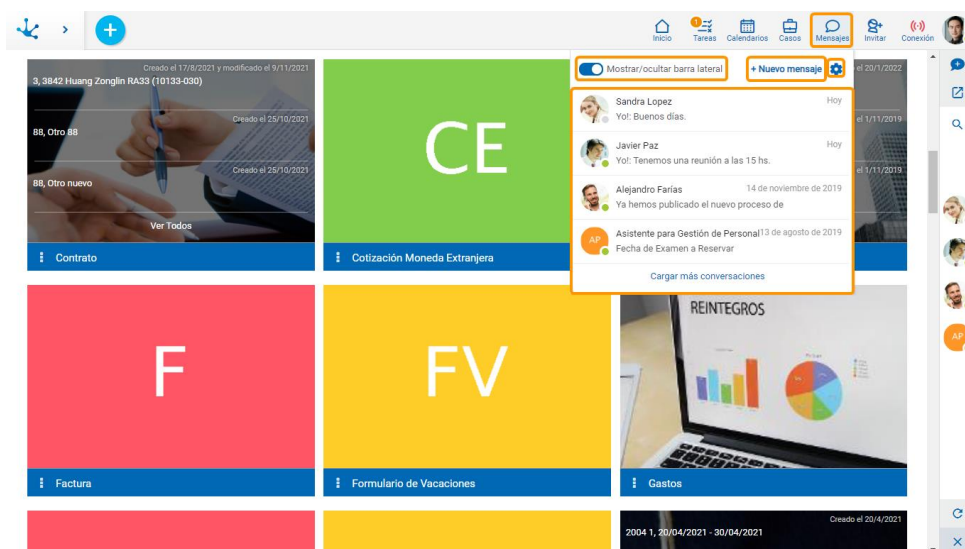 1
Inicio
Tareas
Calendarios
Casos
Mensajes
Invitar
Conexión
Mostrar/ocultar barra lateral
+ Nuevo mensaje
Sandra Lopez
Hoy
Yo!: Buenos días.
Javier Paz
Hoy
Yo!: Tenemos una reunión a las 15 hs.
Alejandro Farías
14 de noviembre de 2019
Ya hemos publicado el nuevo proceso de
AP
Asistente para Gestión de Personal
13 de agosto de 2019
Fecha de Examen a Reservar
Cargar más conversaciones
Creado el 17/8/2021 y modificado el 9/11/2021
3, 3842 Huang Zonglin RA33 (10133-030)
Creado el 25/10/2021
88, Otro 88
Creado el 25/10/2021
88, Otro nuevo
Ver Todos
Contrato
CE
Cotización Moneda Extranjera
el 20/1/2022
el 1/11/2019
el 1/11/2019
AP
F
Factura
FV
Formulario de Vacaciones
REINTEGROS
Gastos
Creado el 20/4/2021
2004 1, 20/04/2021 - 30/04/2021